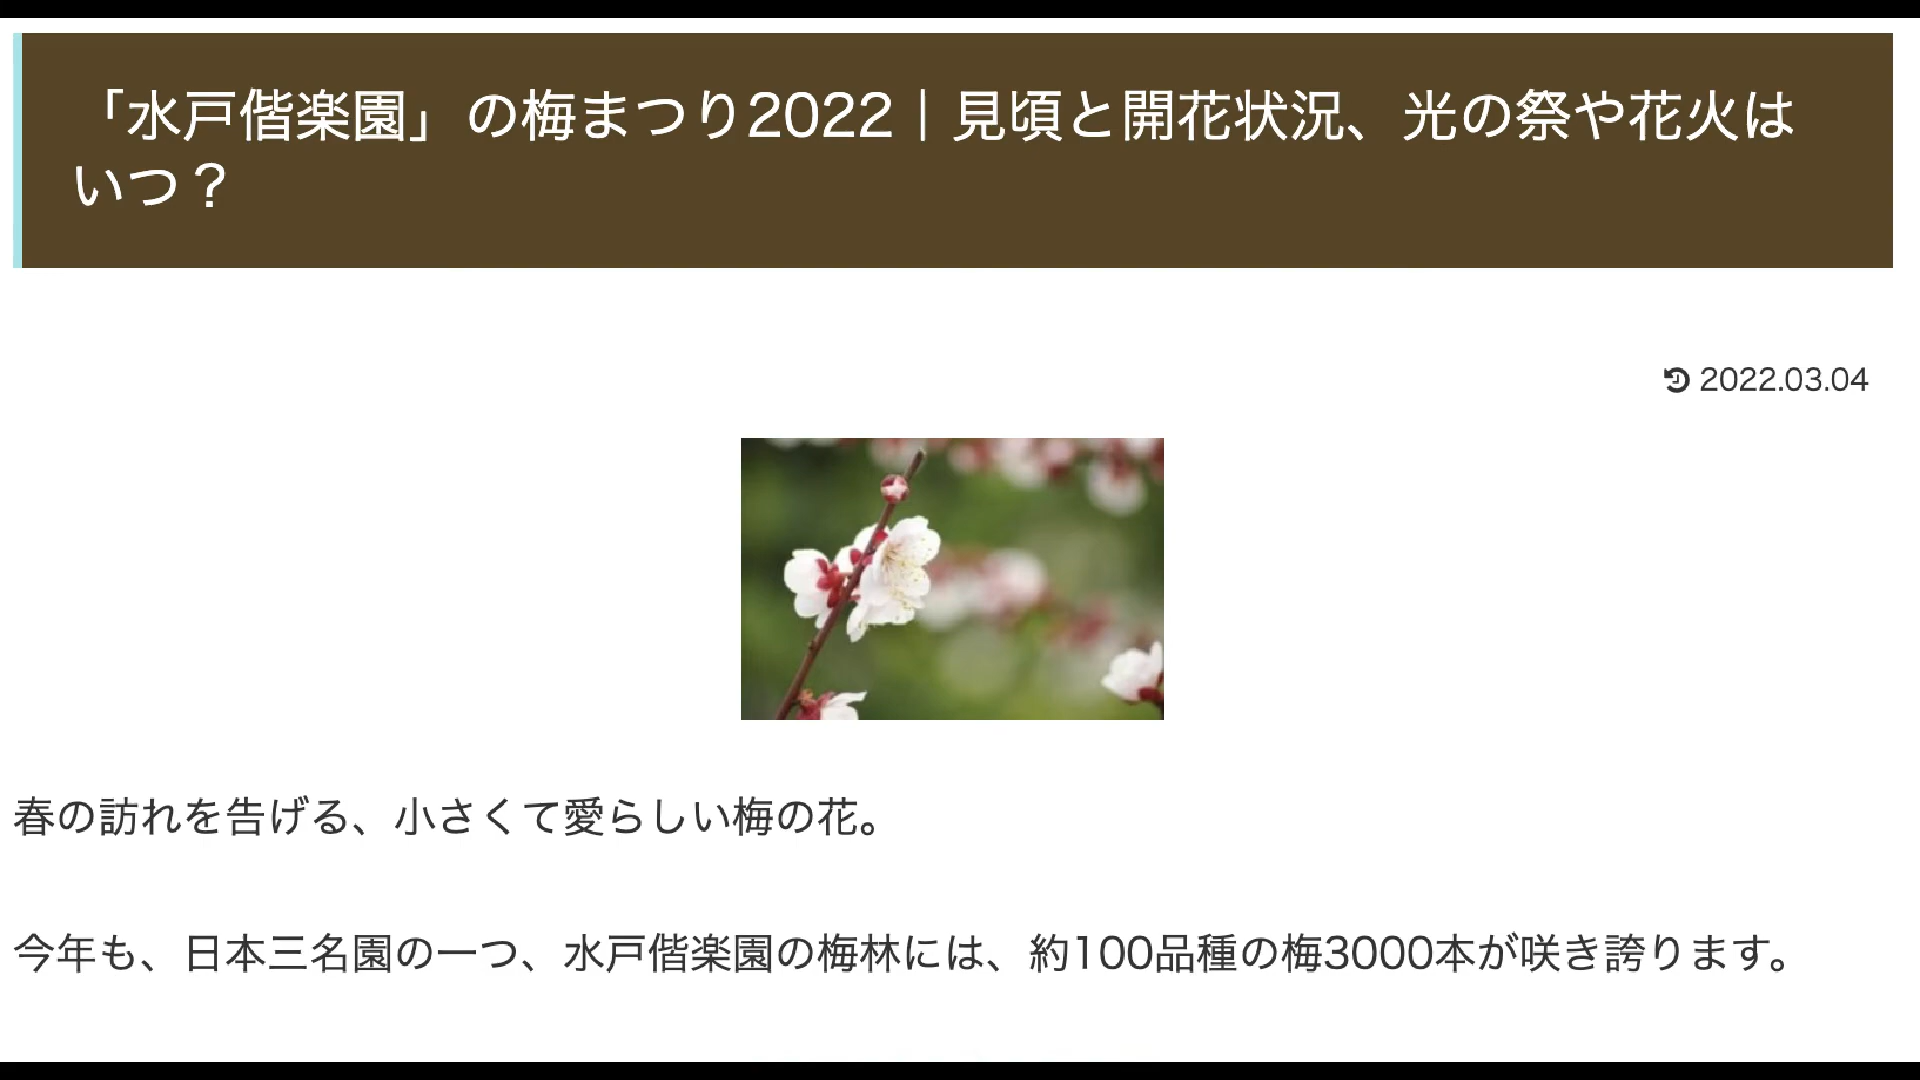 「水戸偕楽園」の梅まつり2022｜見頃と開花状況、光の祭や花火は
いつ？
2022.03.04
春の訪れを告げる、小さくて愛らしい梅の花。
今年も、日本三名園の一つ、水戸偕楽園の梅林には、約100品種の梅3000本が咲き誇ります。